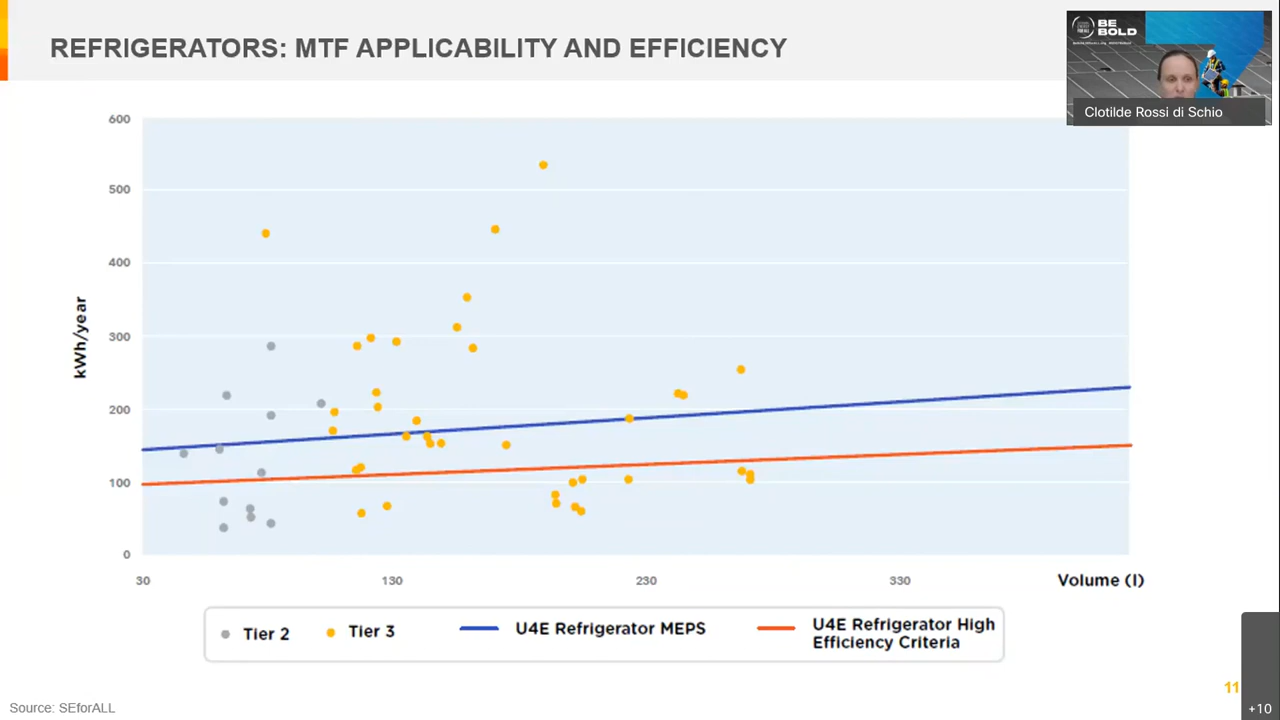 REFRIGERATORS: MTF APPLICABILITY AND EFFICIENCY
BE
BOLD
Clotilde Rossi di Schio
600
500
400
300
200
100
0
kWh/year
30
130
230
330
Volume (l)
Tier 2
Tier 3
U4E Refrigerator MEPS
U4E Refrigerator High
Efficiency Criteria
11
Source: SEforALL
+10